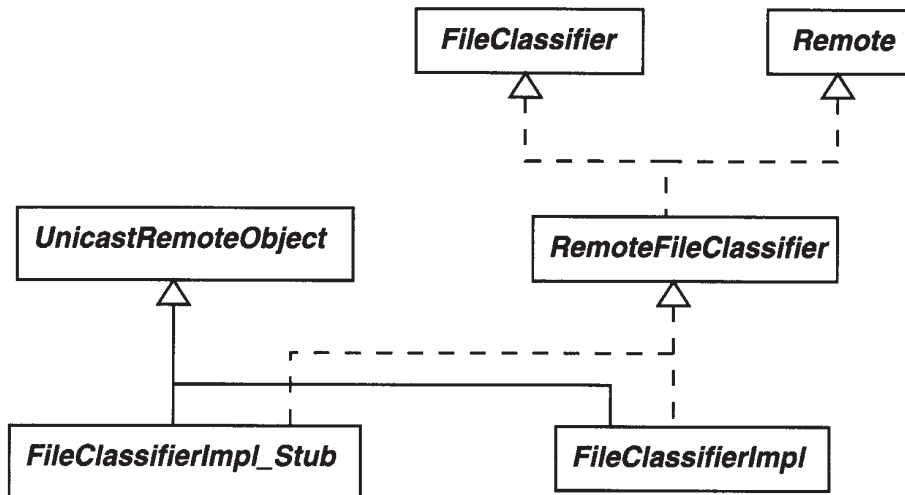 FileClassifier
Remote
UnicastRemoteObject
RemoteFileClassifier
FileClassifierImpl_Stub
FileClassifierImpl